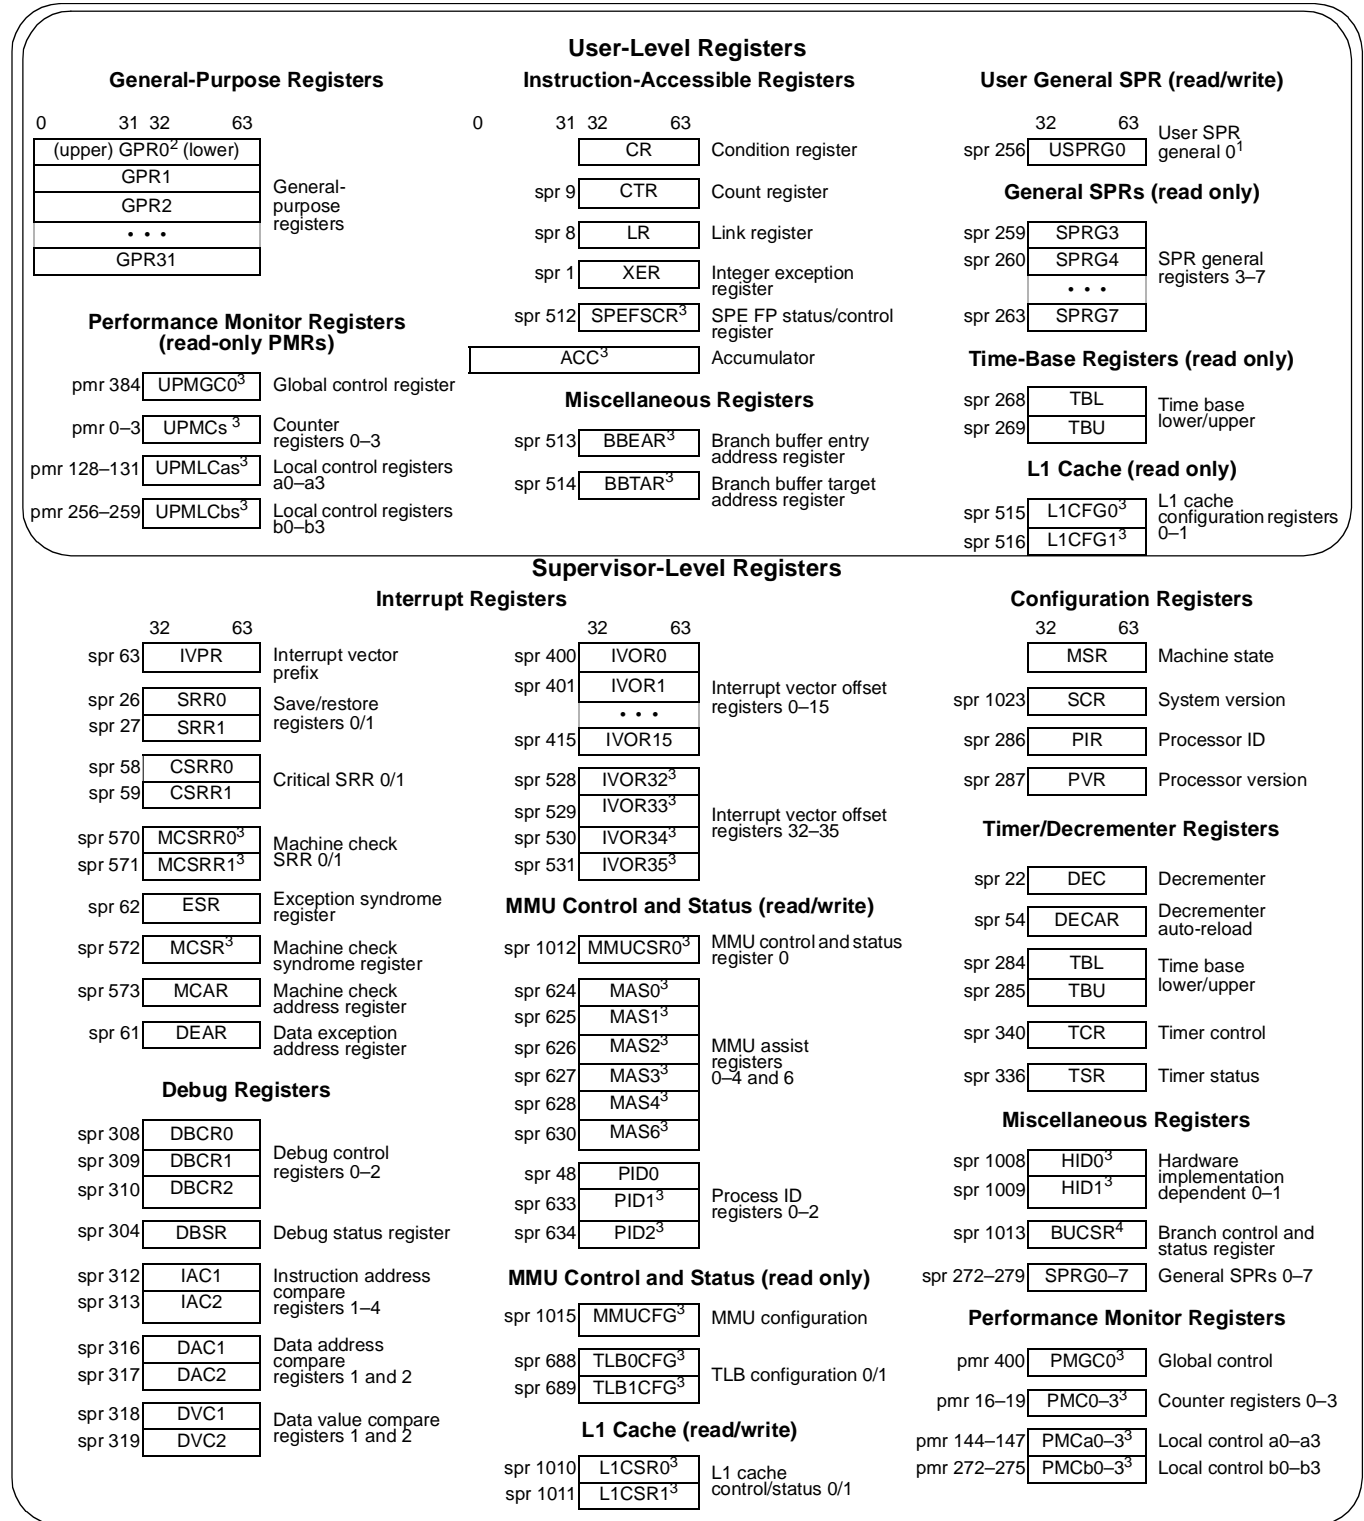 User-Level Registers
General-Purpose Registers
0 31 32 63
(upper) GPR0² (lower)
GPR1
GPR2
• • •
GPR31
General-
purpose
registers
Performance Monitor Registers
(read-only PMRs)
pmr 384 UPMGC0³ Global control register
pmr 0–3 UPMCs ³ Counter
registers 0–3
pmr 128–131 UPMLCas³ Local control registers
a0–a3
pmr 256–259 UPMLCbs³ Local control registers
b0–b3
Instruction-Accessible Registers
0 31 32 63
CR Condition register
spr 9 CTR Count register
spr 8 LR Link register
spr 1 XER Integer exception
register
spr 512 SPEFSCR³ SPE FP status/control
register
ACC³ Accumulator
Miscellaneous Registers
spr 513 BBEAR³ Branch buffer entry
address register
spr 514 BBTAR³ Branch buffer target
address register
User General SPR (read/write)
32 63
spr 256 USPRG0 User SPR
general 0¹
General SPRs (read only)
spr 259 SPRG3
spr 260 SPRG4
• • •
spr 263 SPRG7
SPR general
registers 3–7
Time-Base Registers (read only)
spr 268 TBL
spr 269 TBU
Time base
lower/upper
L1 Cache (read only)
spr 515 L1CFG0³
spr 516 L1CFG1³
L1 cache
configuration registers
0–1
Supervisor-Level Registers
Interrupt Registers
32 63
spr 63 IVPR Interrupt vector
prefix
spr 26 SRR0
spr 27 SRR1
Save/restore
registers 0/1
spr 58 CSRR0
spr 59 CSRR1
Critical SRR 0/1
spr 570 MCSRR0³
spr 571 MCSRR1³
Machine check
SRR 0/1
spr 62 ESR Exception syndrome
register
spr 572 MCSR³ Machine check
syndrome register
spr 573 MCAR Machine check
address register
spr 61 DEAR Data exception
address register
Debug Registers
spr 308 DBCR0
spr 309 DBCR1
spr 310 DBCR2
Debug control
registers 0–2
spr 304 DBSR Debug status register
spr 312 IAC1
spr 313 IAC2
Instruction address
compare
registers 1–4
spr 316 DAC1
spr 317 DAC2
Data address
compare
registers 1 and 2
spr 318 DVC1
spr 319 DVC2
Data value compare
registers 1 and 2
32 63
spr 400 IVOR0
spr 401 IVOR1
• • •
spr 415 IVOR15
Interrupt vector offset
registers 0–15
spr 528 IVOR32³
spr 529 IVOR33³
spr 530 IVOR34³
spr 531 IVOR35³
Interrupt vector offset
registers 32–35
MMU Control and Status (read/write)
spr 1012 MMUCSR0³ MMU control and status
register 0
spr 624 MAS0³
spr 625 MAS1³
spr 626 MAS2³
spr 627 MAS3³
spr 628 MAS4³
spr 630 MAS6³
MMU assist
registers
0–4 and 6
spr 48 PID0
spr 633 PID1³
spr 634 PID2³
Process ID
registers 0–2
MMU Control and Status (read only)
spr 1015 MMUCFG³ MMU configuration
spr 688 TLB0CFG³
spr 689 TLB1CFG³
TLB configuration 0/1
L1 Cache (read/write)
spr 1010 L1CSR0³
spr 1011 L1CSR1³
L1 cache
control/status 0/1
Configuration Registers
32 63
MSR Machine state
spr 1023 SCR System version
spr 286 PIR Processor ID
spr 287 PVR Processor version
Timer/Decrementer Registers
spr 22 DEC Decrementer
spr 54 DECAR Decrementer
auto-reload
spr 284 TBL
spr 285 TBU
Time base
lower/upper
spr 340 TCR Timer control
spr 336 TSR Timer status
Miscellaneous Registers
spr 1008 HID0³
spr 1009 HID1³
Hardware
implementation
dependent 0–1
spr 1013 BUCSR⁴ Branch control and
status register
spr 272–279 SPRG0–7 General SPRs 0–7
Performance Monitor Registers
pmr 400 PMGC0³ Global control
pmr 16–19 PMC0–3³ Counter registers 0–3
pmr 144–147 PMCa0–3³ Local control a0–a3
pmr 272–275 PMCb0–3³ Local control b0–b3